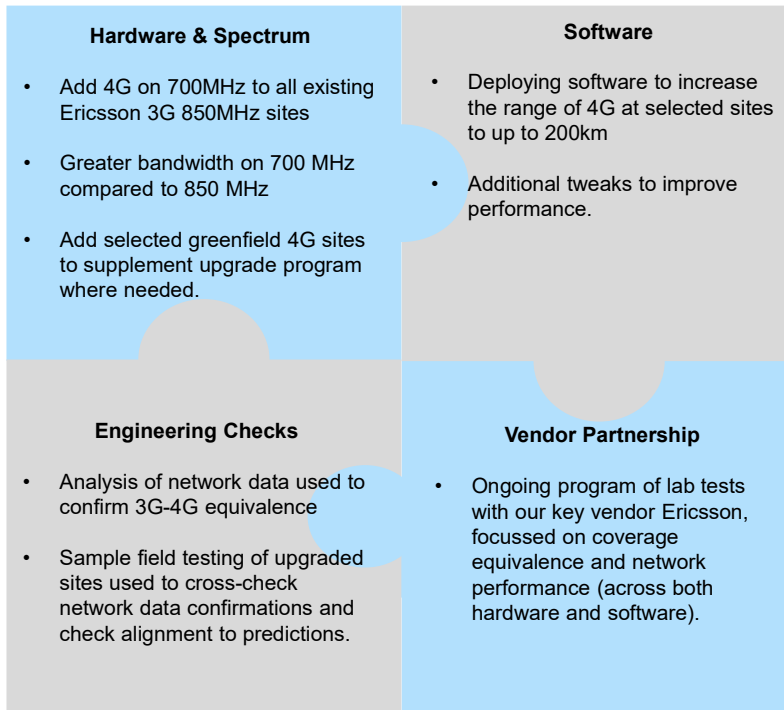 Hardware & Spectrum
• Add 4G on 700MHz to all existing
Ericsson 3G 850MHz sites
• Greater bandwidth on 700 MHz
compared to 850 MHz
• Add selected greenfield 4G sites
to supplement upgrade program
where needed.
Software
• Deploying software to increase
the range of 4G at selected sites
to up to 200km
• Additional tweaks to improve
performance.
Engineering Checks
• Analysis of network data used to
confirm 3G-4G equivalence
• Sample field testing of upgraded
sites used to cross-check
network data confirmations and
check alignment to predictions.
Vendor Partnership
• Ongoing program of lab tests
with our key vendor Ericsson,
focussed on coverage
equivalence and network
performance (across both
hardware and software).